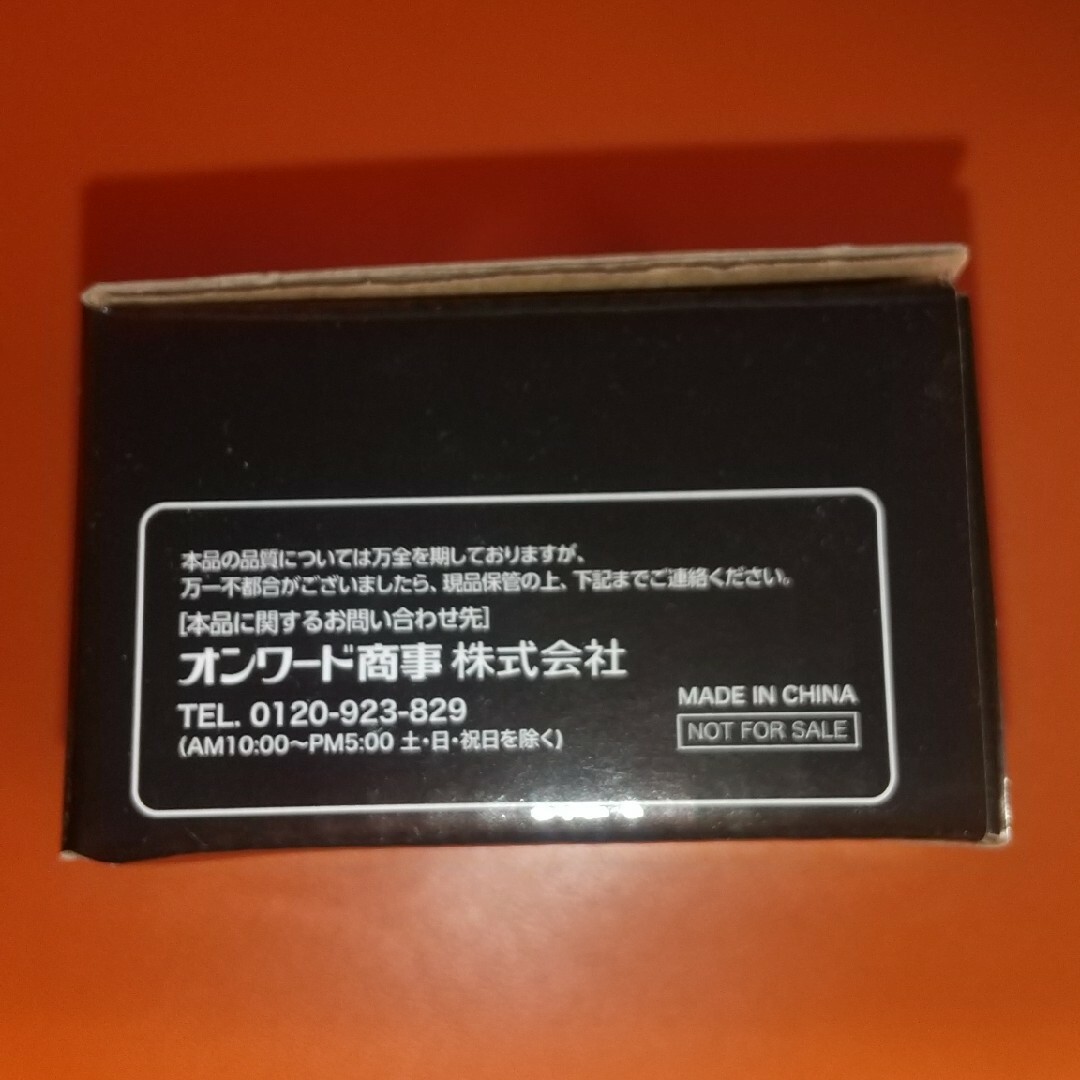 本品の品質については万全を期しておりますが、
万一不都合がございましたら、現品保管の上、下記までご連絡ください。
[本品に関するお問い合わせ先]
オンワード商事 株式会社
TEL. 0120-923-829
(AM10:00～PM5:00 土・日・祝日を除く)
MADE IN CHINA
NOT FOR SALE